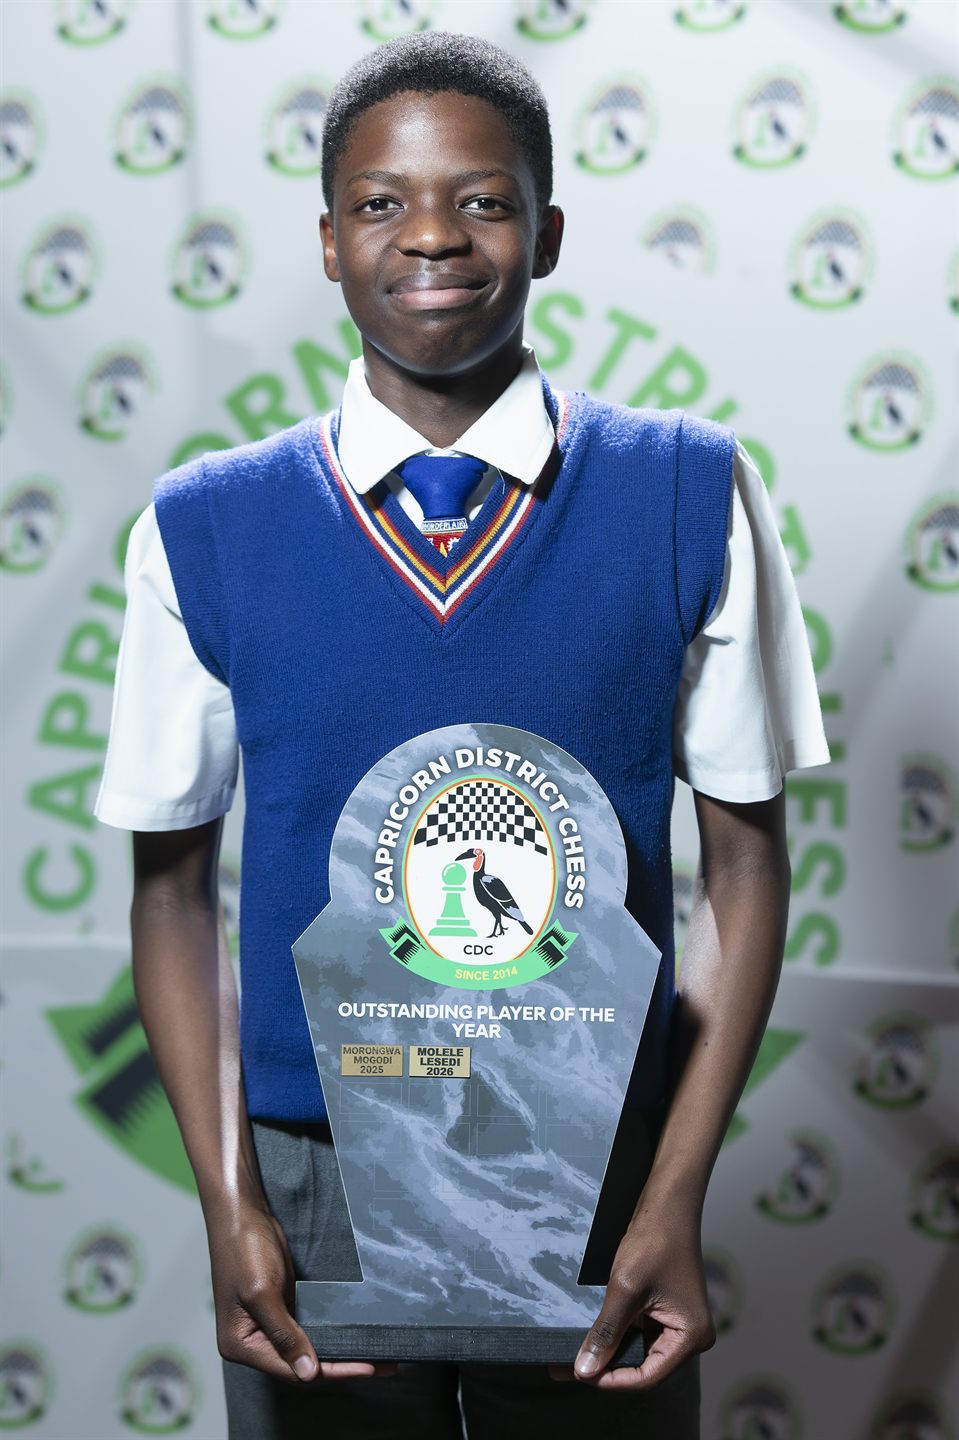 CAPRICORN DISTRICT CHESS
CAPRICORN DISTRICT CHESS
CDC
SINCE 2014
OUTSTANDING PLAYER OF THE
YEAR
MORONGWA
MOGODI
2025
MOLELE
LESEDI
2026